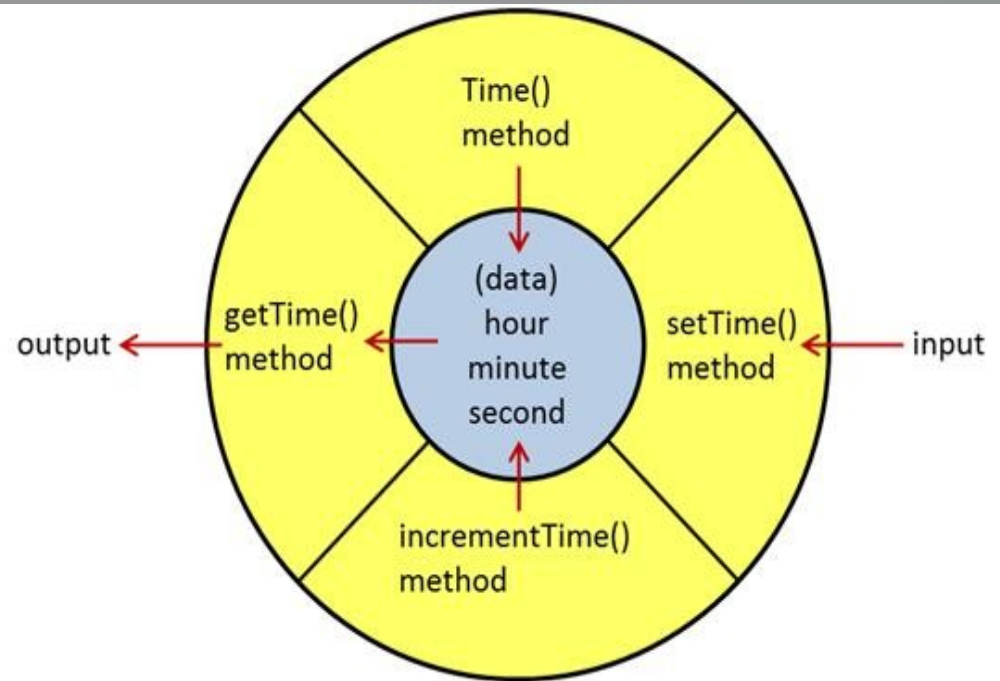 Time()
method
(data)
hour
minute
second
getTime()
method
output
setTime()
method
input
incrementTime()
method